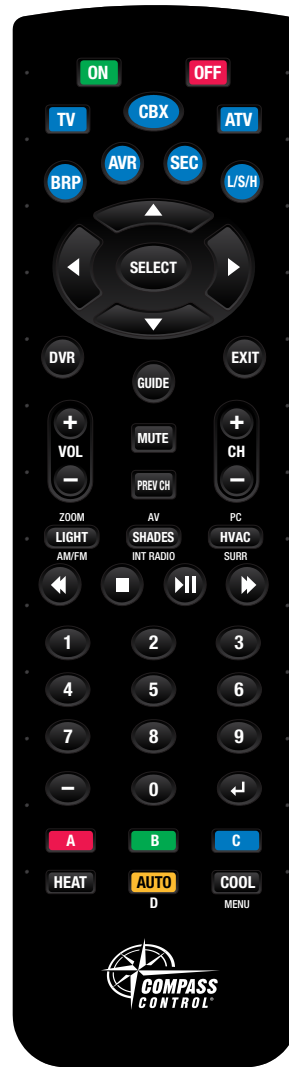 ON OFF
TV CBX ATV
BRP AVR SEC L/S/H
SELECT
DVR EXIT
GUIDE
+ +
VOL MUTE CH
− PREV CH −
ZOOM AV PC
LIGHT SHADES HVAC
AM/FM INT RADIO SURR
1 2 3
4 5 6
7 8 9
− 0
A B C
HEAT AUTO COOL
D MENU
COMPASS
CONTROL®